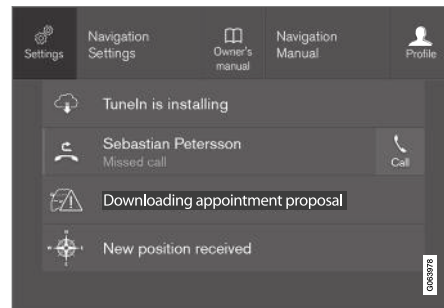 Settings
Navigation
Settings
Owner's
manual
Navigation
Manual
Profile
TuneIn is installing
Sebastian Petersson
Missed call
Call
Downloading appointment proposal
New position received
G063978